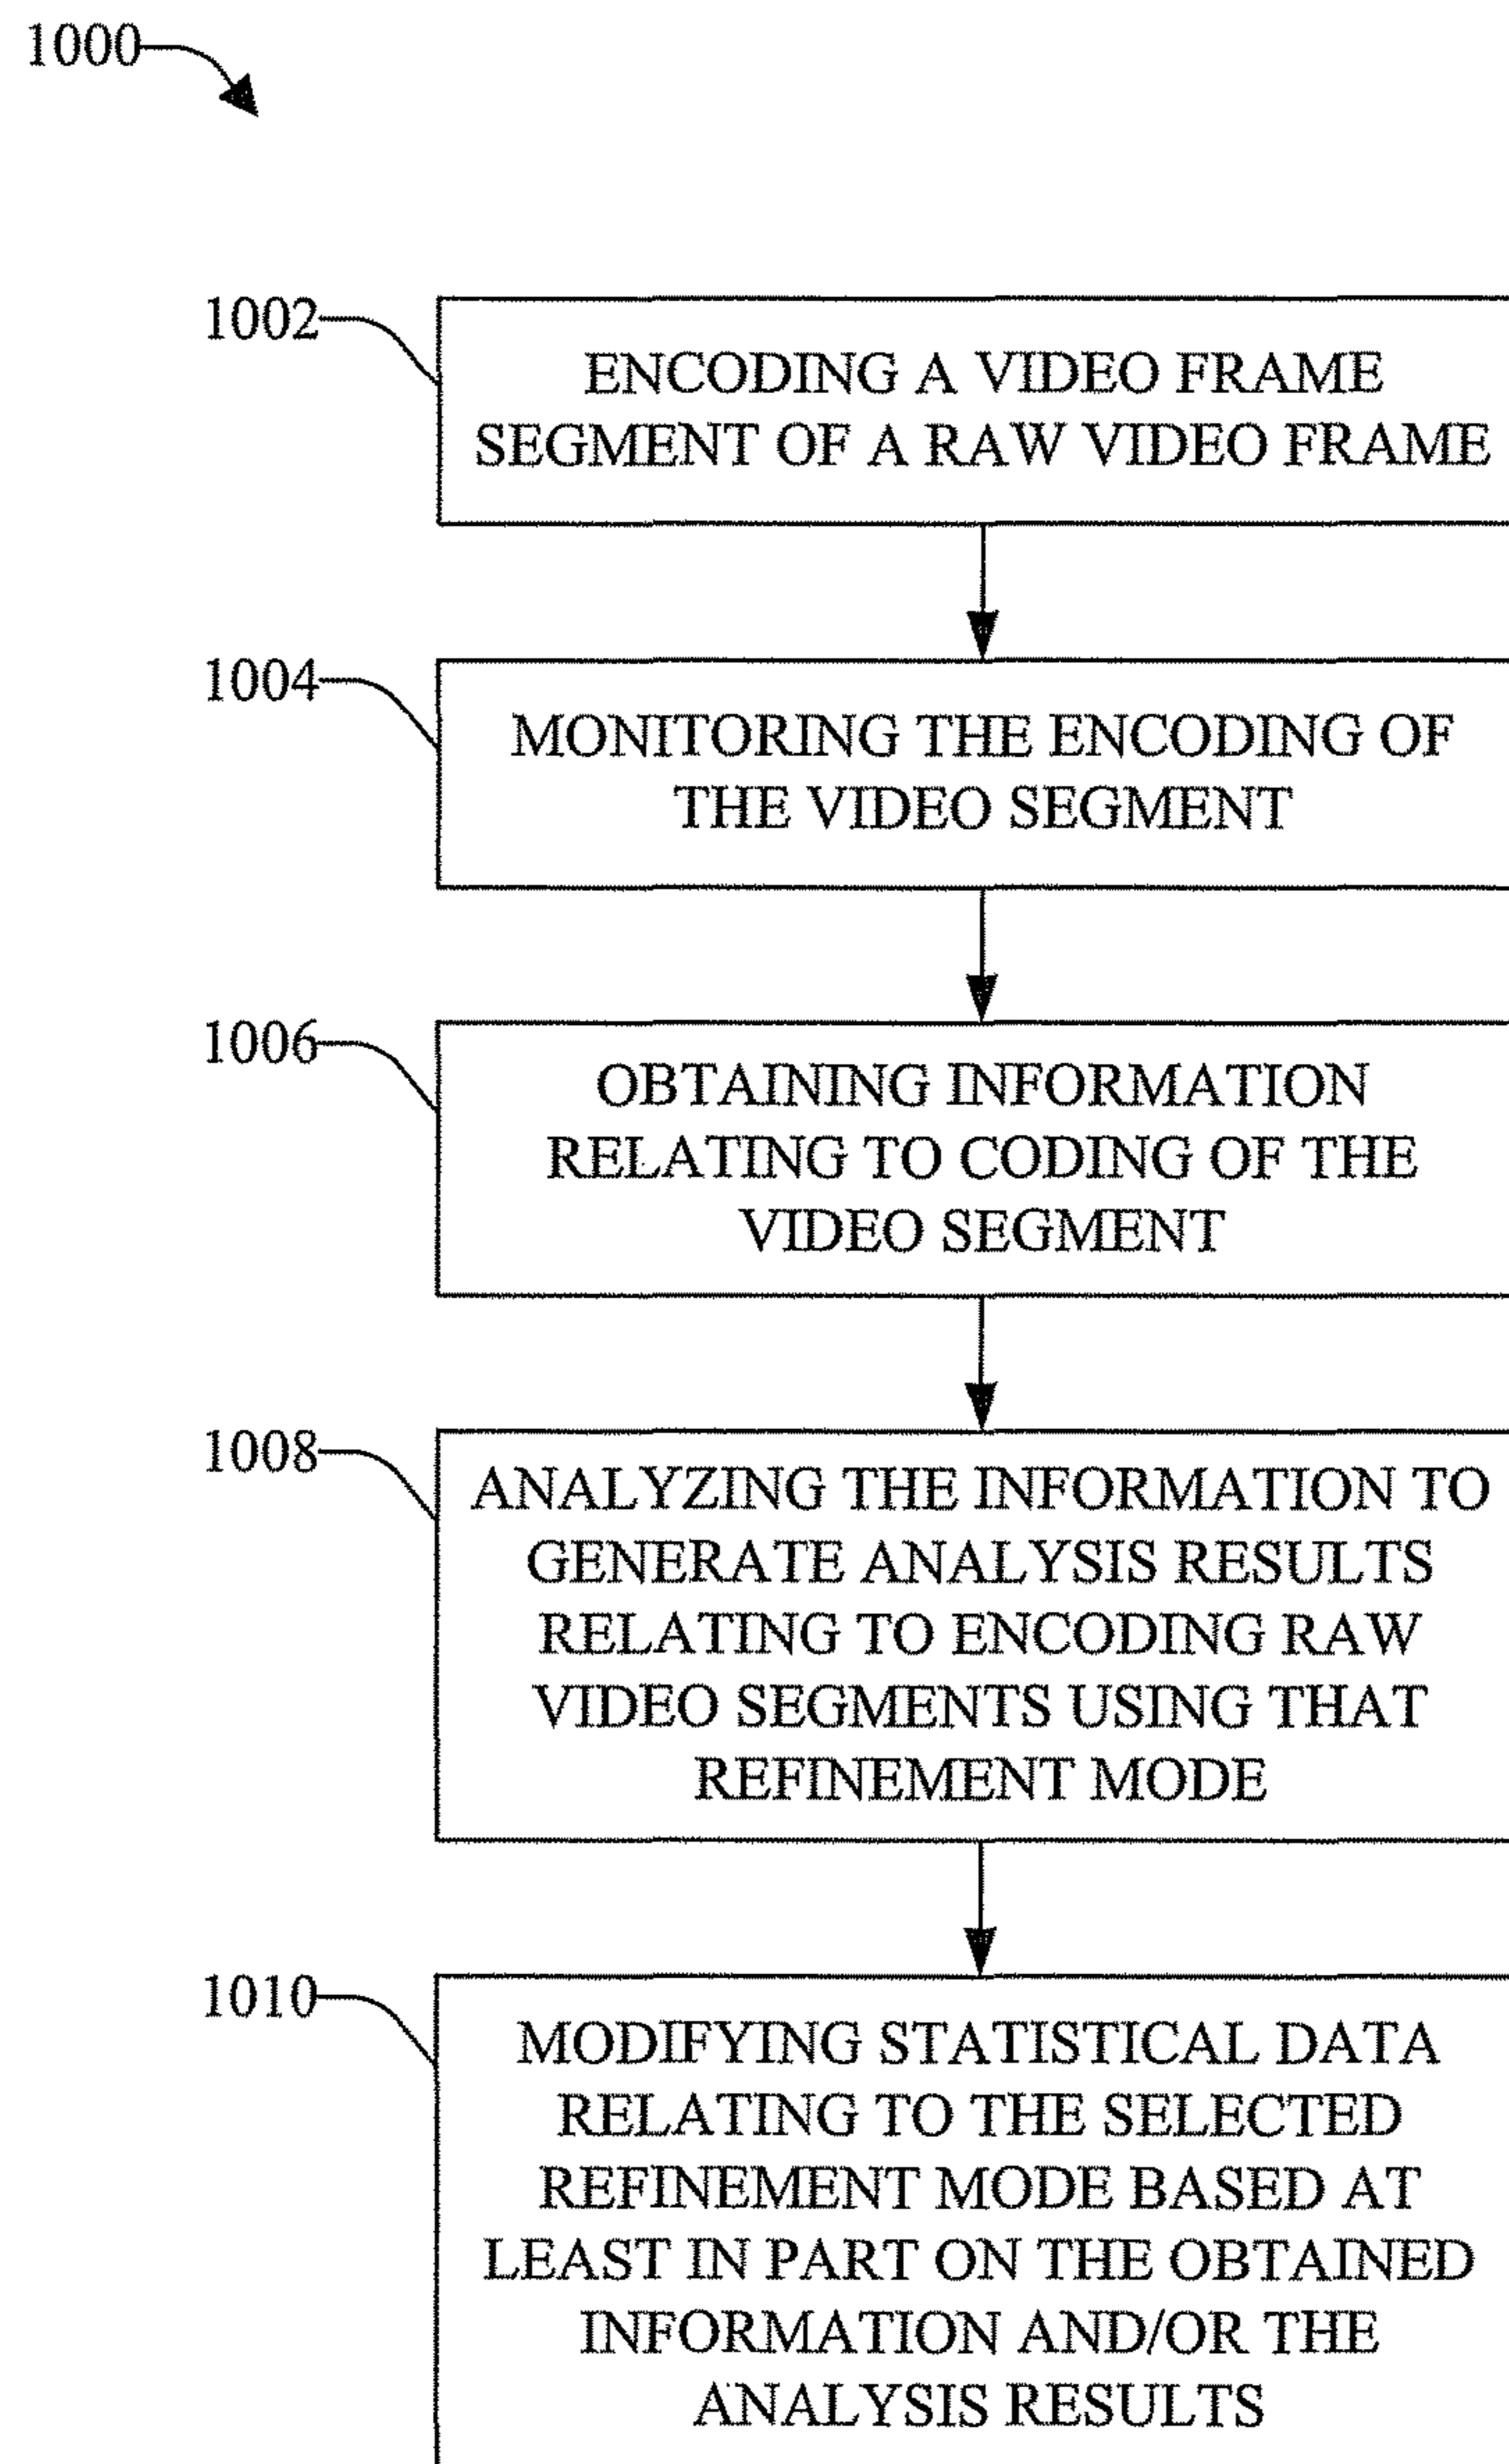 1000
1002
ENCODING A VIDEO FRAME
SEGMENT OF A RAW VIDEO FRAME
1004
MONITORING THE ENCODING OF
THE VIDEO SEGMENT
1006
OBTAINING INFORMATION
RELATING TO CODING OF THE
VIDEO SEGMENT
1008
ANALYZING THE INFORMATION TO
GENERATE ANALYSIS RESULTS
RELATING TO ENCODING RAW
VIDEO SEGMENTS USING THAT
REFINEMENT MODE
1010
MODIFYING STATISTICAL DATA
RELATING TO THE SELECTED
REFINEMENT MODE BASED AT
LEAST IN PART ON THE OBTAINED
INFORMATION AND/OR THE
ANALYSIS RESULTS